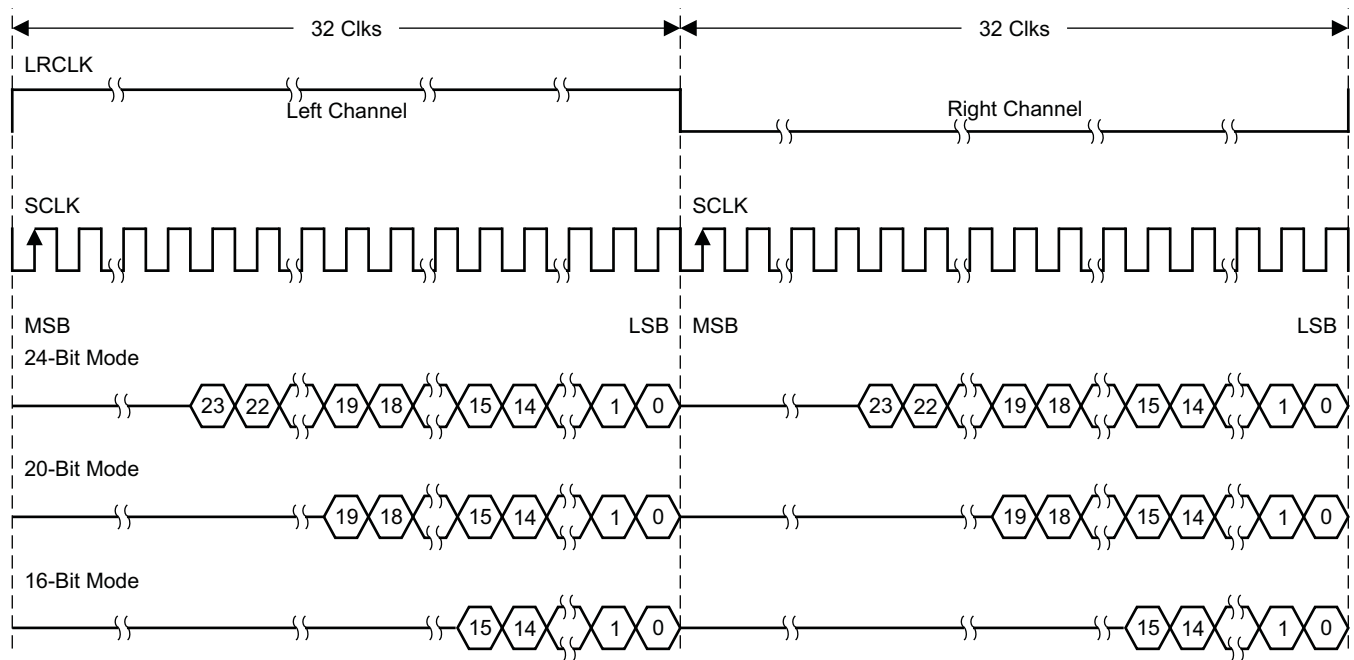 32 Clks 32 Clks
LRCLK
Left Channel Right Channel
SCLK SCLK
MSB LSB MSB LSB
24-Bit Mode
23 22 19 18 15 14 1 0 23 22 19 18 15 14 1 0
20-Bit Mode
19 18 15 14 1 0 19 18 15 14 1 0
16-Bit Mode
15 14 1 0 15 14 1 0